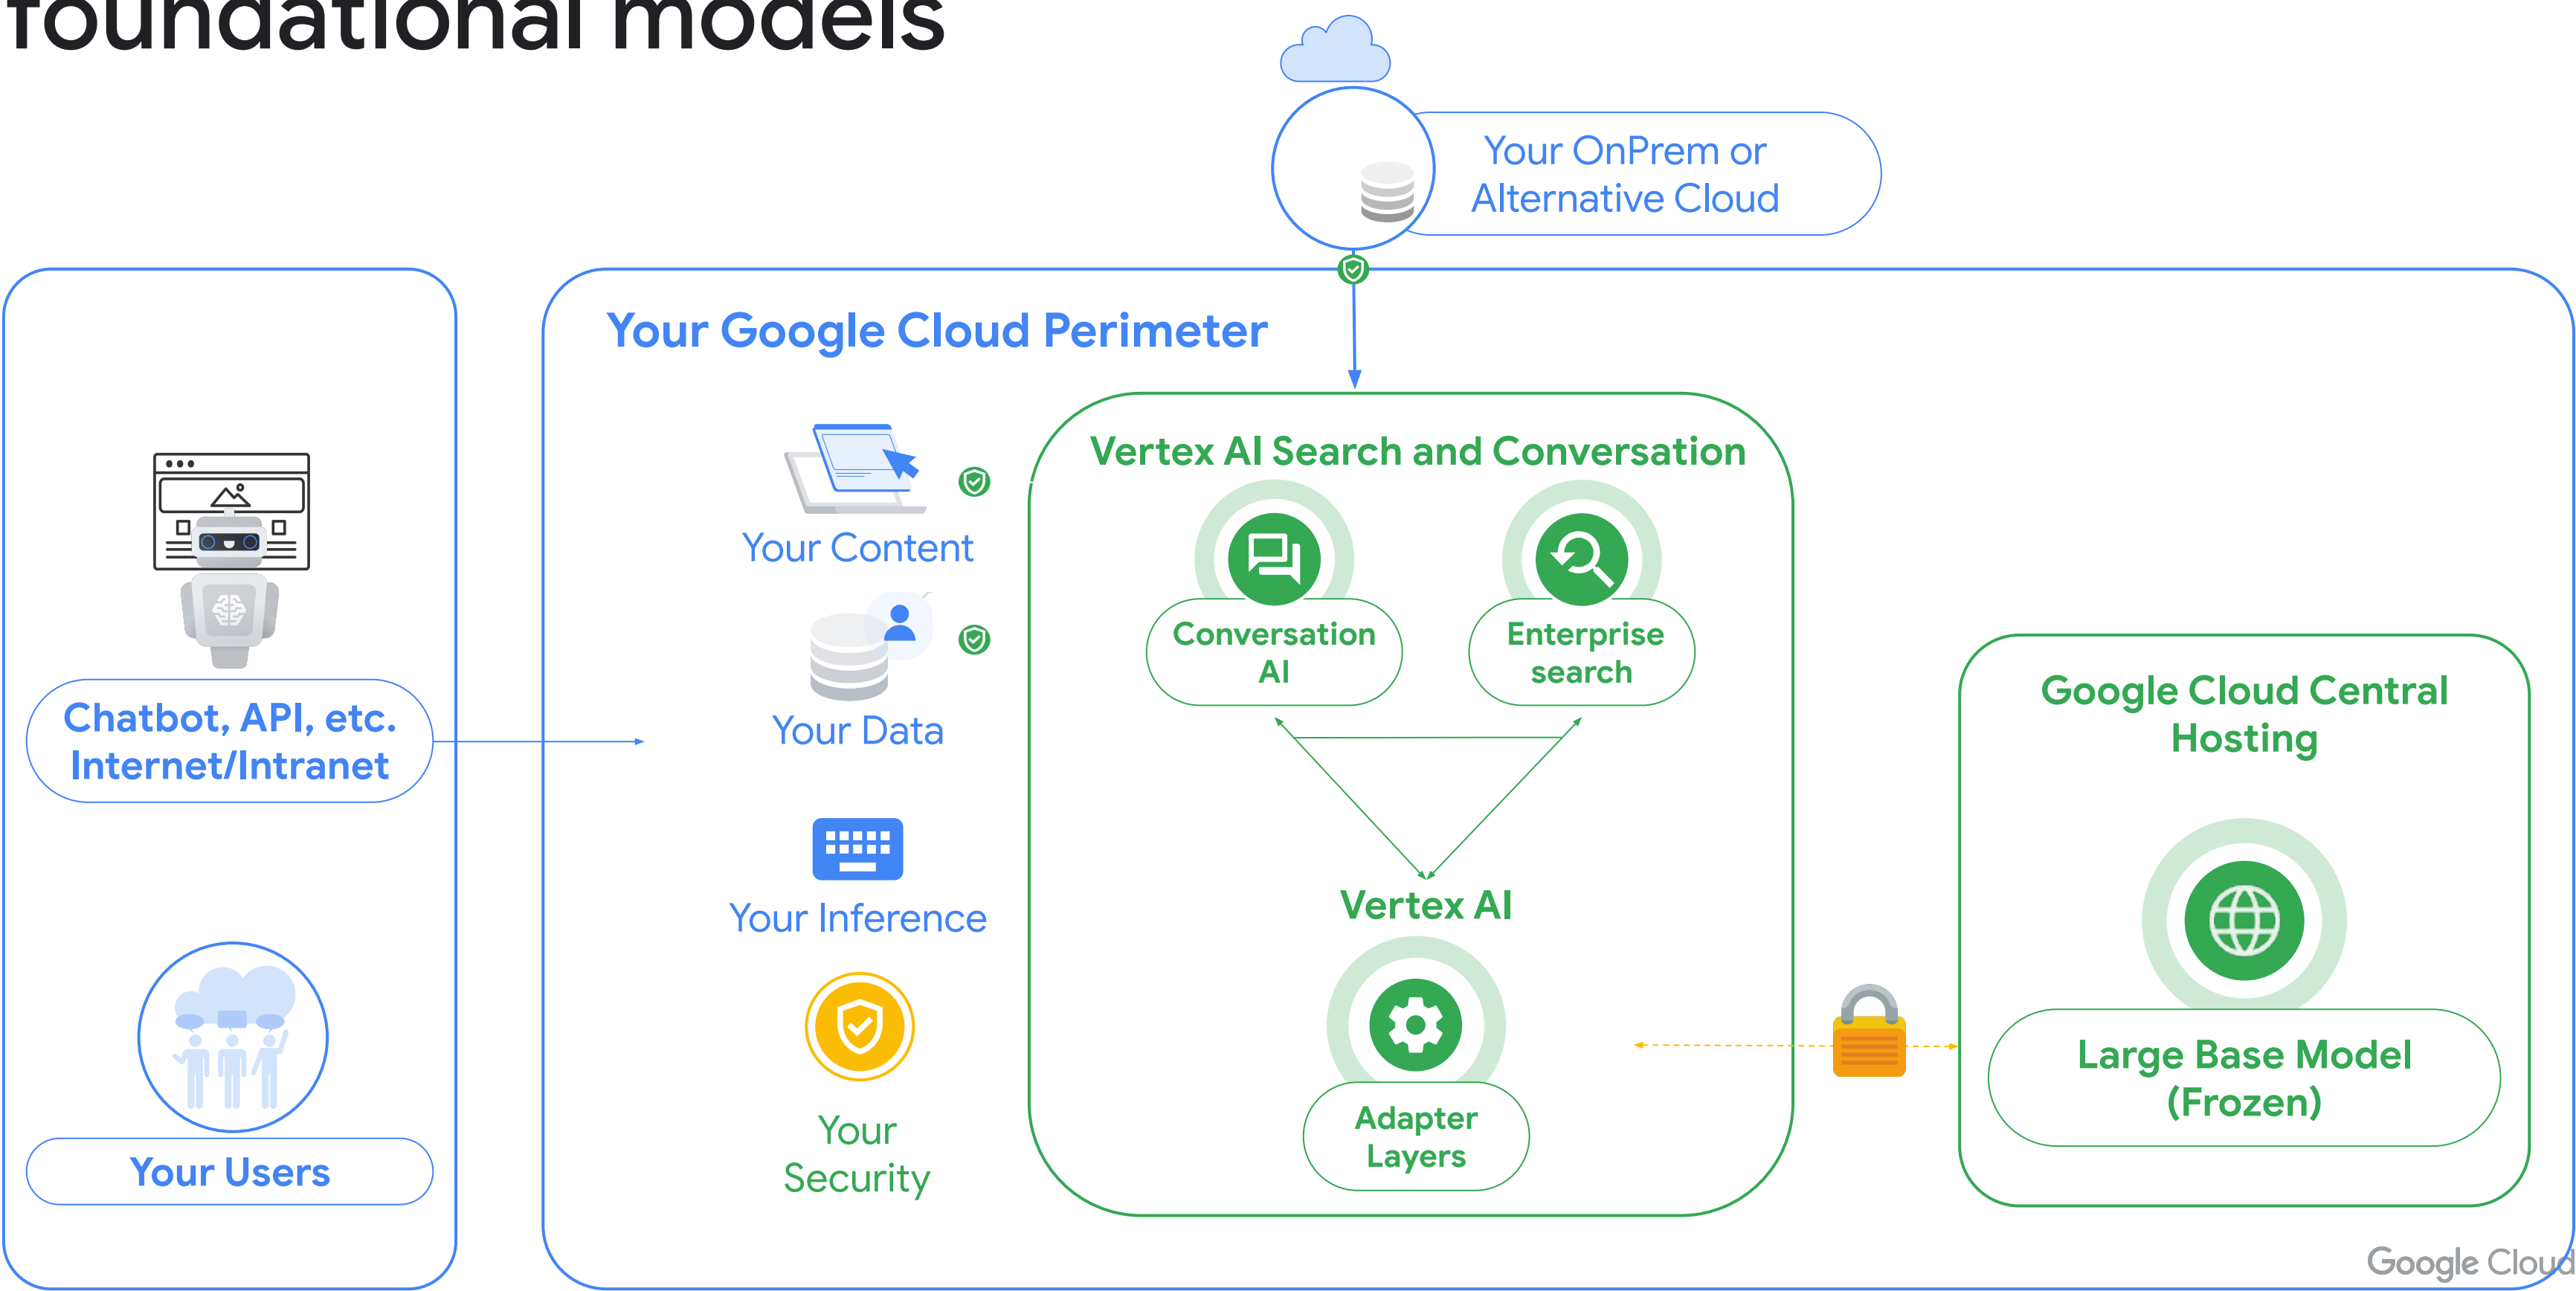 foundational models
Your OnPrem or
Alternative Cloud
Your Google Cloud Perimeter
Chatbot, API, etc.
Internet/Intranet
Your Users
Your Content
Your Data
Your Inference
Your
Security
Vertex AI Search and Conversation
Conversation
AI
Enterprise
search
Vertex AI
Adapter
Layers
Google Cloud Central
Hosting
Large Base Model
(Frozen)
Google Cloud